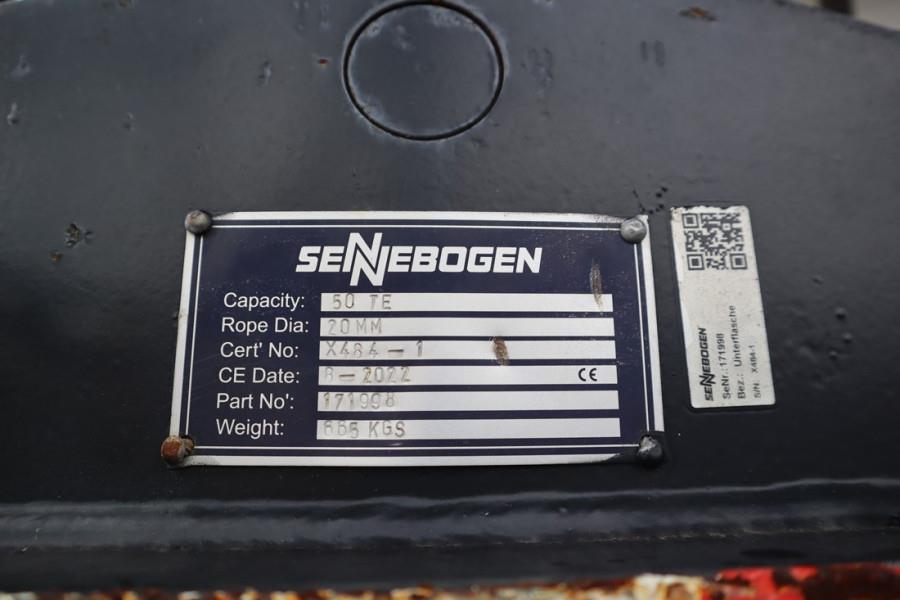 SENNEBOGEN
Capacity: 50 TE
Rope Dia: 20MM
Cert' No: X484-1
CE Date: 8-2022 CE
Part No': 171998
Weight: 665 KGS
SENNEBOGEN
SeNr.: 171998
Bez.: Unterflasche
S/N: X484-1